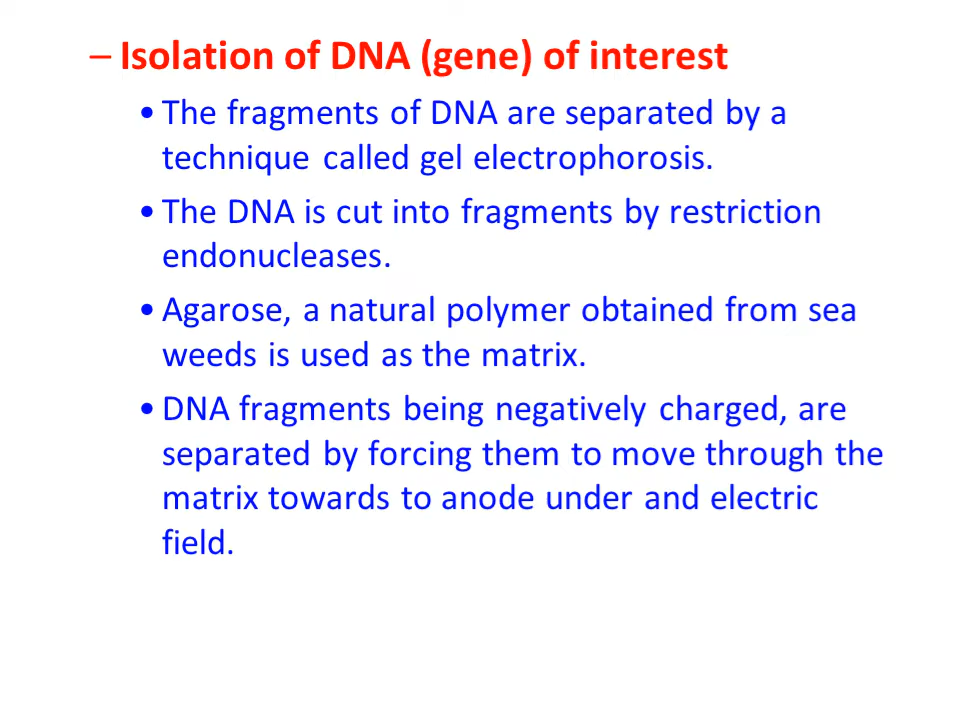 – Isolation of DNA (gene) of interest
• The fragments of DNA are separated by a
technique called gel electrophorosis.
• The DNA is cut into fragments by restriction
endonucleases.
• Agarose, a natural polymer obtained from sea
weeds is used as the matrix.
• DNA fragments being negatively charged, are
separated by forcing them to move through the
matrix towards to anode under and electric
field.